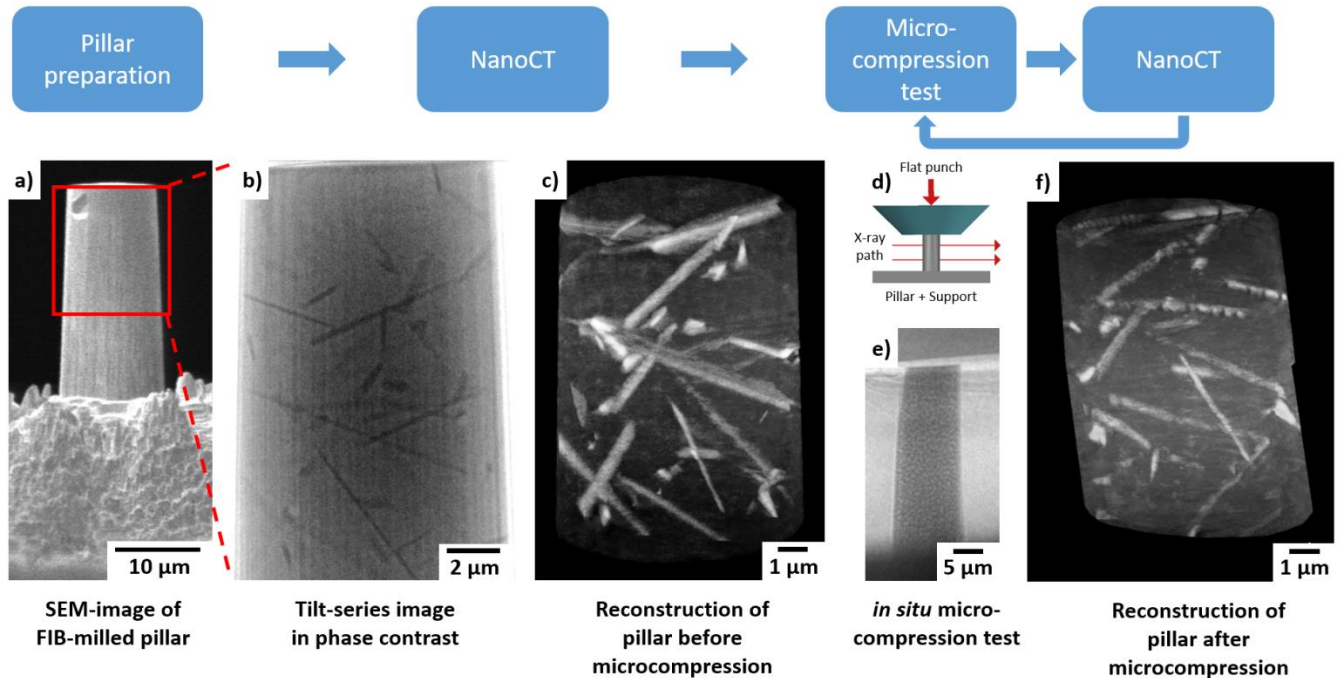 Pillar
preparation
NanoCT
Micro-
compression
test
NanoCT
a)
b)
c)
d)
Flat punch
X-ray
path
Pillar + Support
e)
f)
10 µm
2 µm
1 µm
5 µm
1 µm
SEM-image of
FIB-milled pillar
Tilt-series image
in phase contrast
Reconstruction of
pillar before
microcompression
in situ micro-
compression test
Reconstruction of
pillar after
microcompression